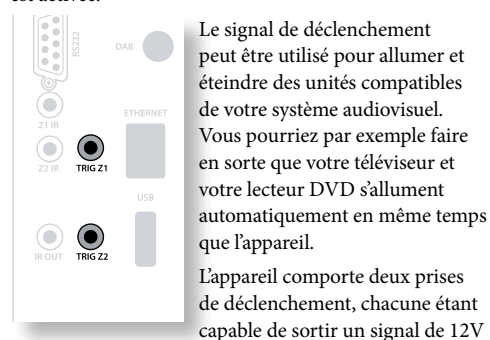 Le signal de déclenchement
peut être utilisé pour allumer et
éteindre des unités compatibles
de votre système audiovisuel.
Vous pourriez par exemple faire
en sorte que votre téléviseur et
votre lecteur DVD s'allument
automatiquement en même temps
que l'appareil.
L'appareil comporte deux prises
de déclenchement, chacune étant
capable de sortir un signal de 12V
RS232
DAB
Z1 IR
ETHERNET
Z2 IR
TRIG Z1
USB
IR OUT
TRIG Z2